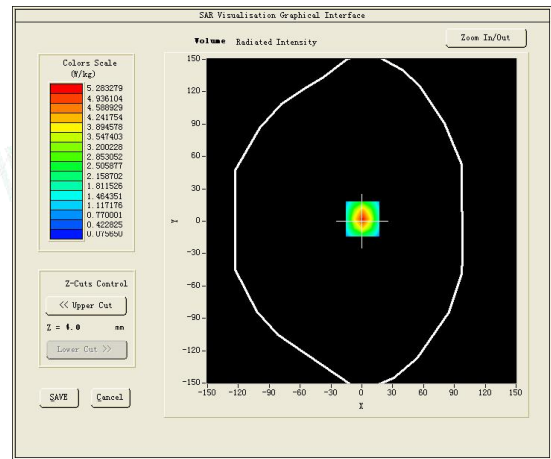 SAR Visualisation Graphical Interface
Volume Radiated Intensity
Zoom In/Out
Colors Scale
(W/kg)
5.283279
4.936104
4.588929
4.241754
3.894578
3.547403
3.200228
2.853052
2.505877
2.158702
1.811526
1.464351
1.117176
0.770001
0.422825
0.075650
Z-Cuts Control
<< Upper Cut
Z = 4.0 mm
Lower Cut >>
SAVE Cancel
150
120
90
60
30
0
-30
-60
-90
-120
-150
Y
-150 -120 -90 -60 -30 0 30 60 90 120 150
X